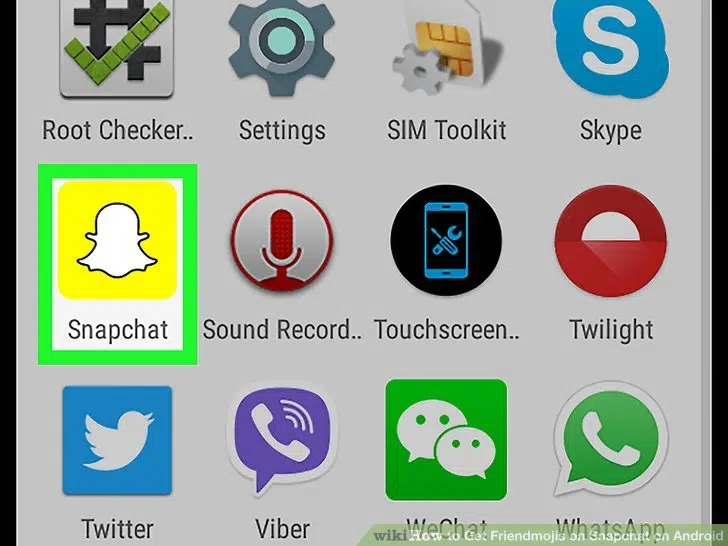 Root Checker.. Settings SIM Toolkit Skype
Snapchat Sound Record.. Touchscreen.. Twilight
Twitter Viber WeChat WhatsApp
wikiHow to Get Friendmojis on Snapchat on Android